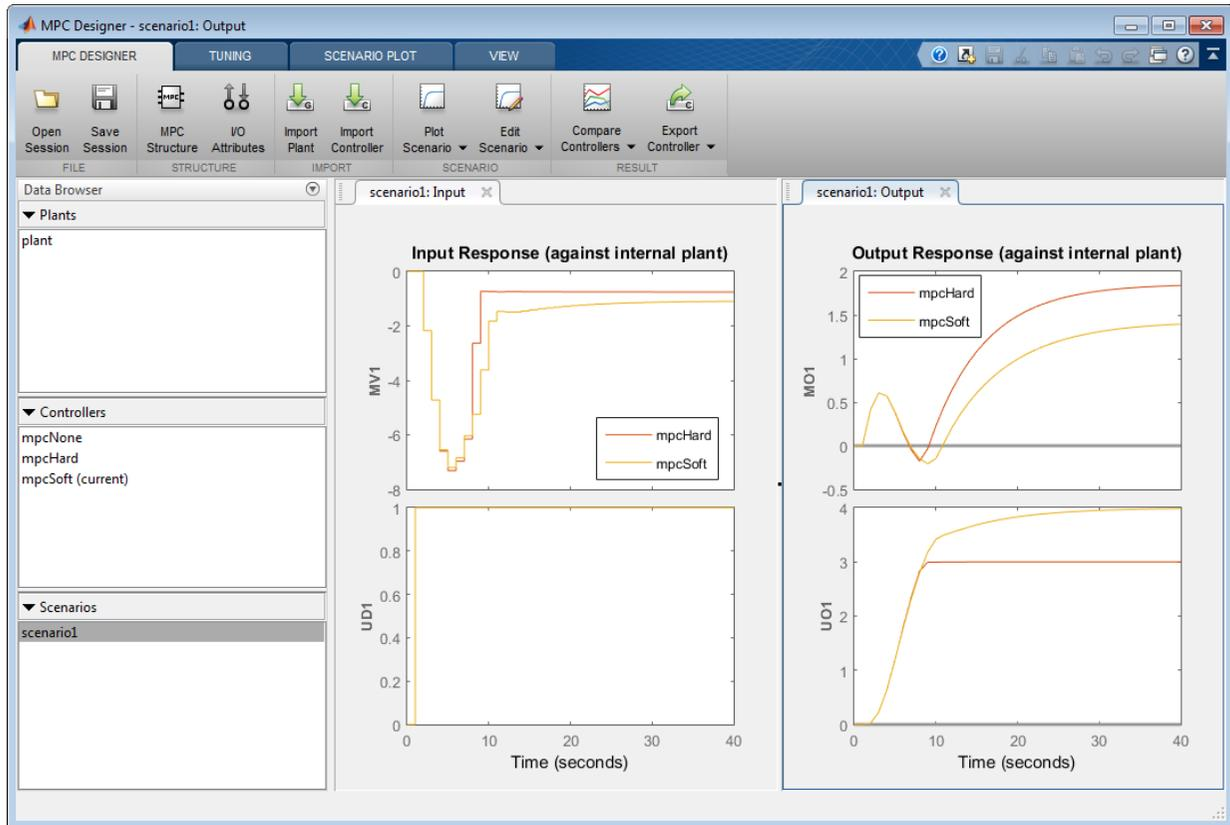 MPC Designer - scenario1: Output
MPC DESIGNER
TUNING
SCENARIO PLOT
VIEW
Open Session
Save Session
MPC Structure
I/O Attributes
Import Plant
Import Controller
Plot Scenario
Edit Scenario
Compare Controllers
Export Controller
FILE
STRUCTURE
IMPORT
SCENARIO
RESULT
Data Browser
Plants
plant
Controllers
mpcNone
mpcHard
mpcSoft (current)
Scenarios
scenario1
scenario1: Input
Input Response (against internal plant)
MV1
0
-2
-4
-6
-8
mpcHard
mpcSoft
UD1
1
0.8
0.6
0.4
0.2
0
0 10 20 30 40
Time (seconds)
scenario1: Output
Output Response (against internal plant)
MO1
2
1.5
1
0.5
0
-0.5
mpcHard
mpcSoft
UO1
4
3
2
1
0
0 10 20 30 40
Time (seconds)